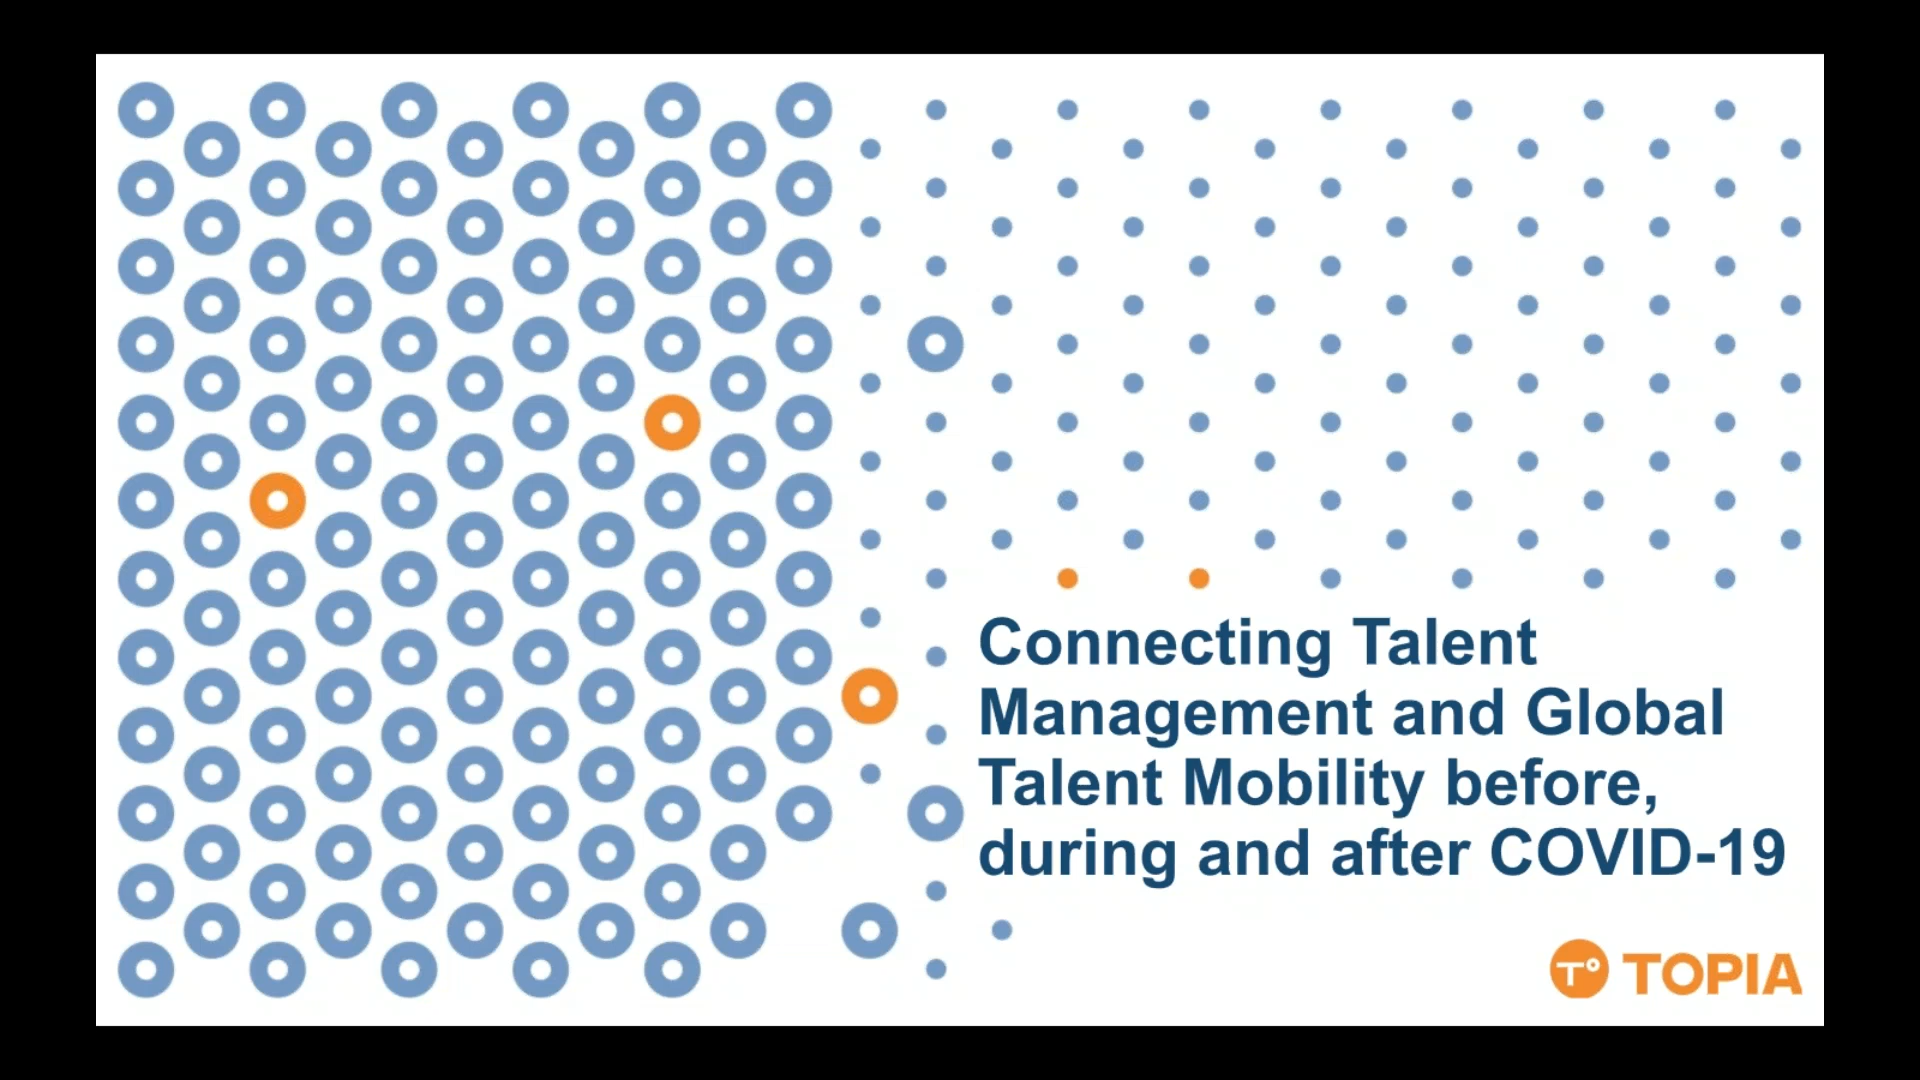 Connecting Talent
Management and Global
Talent Mobility before,
during and after COVID-19
T° TOPIA